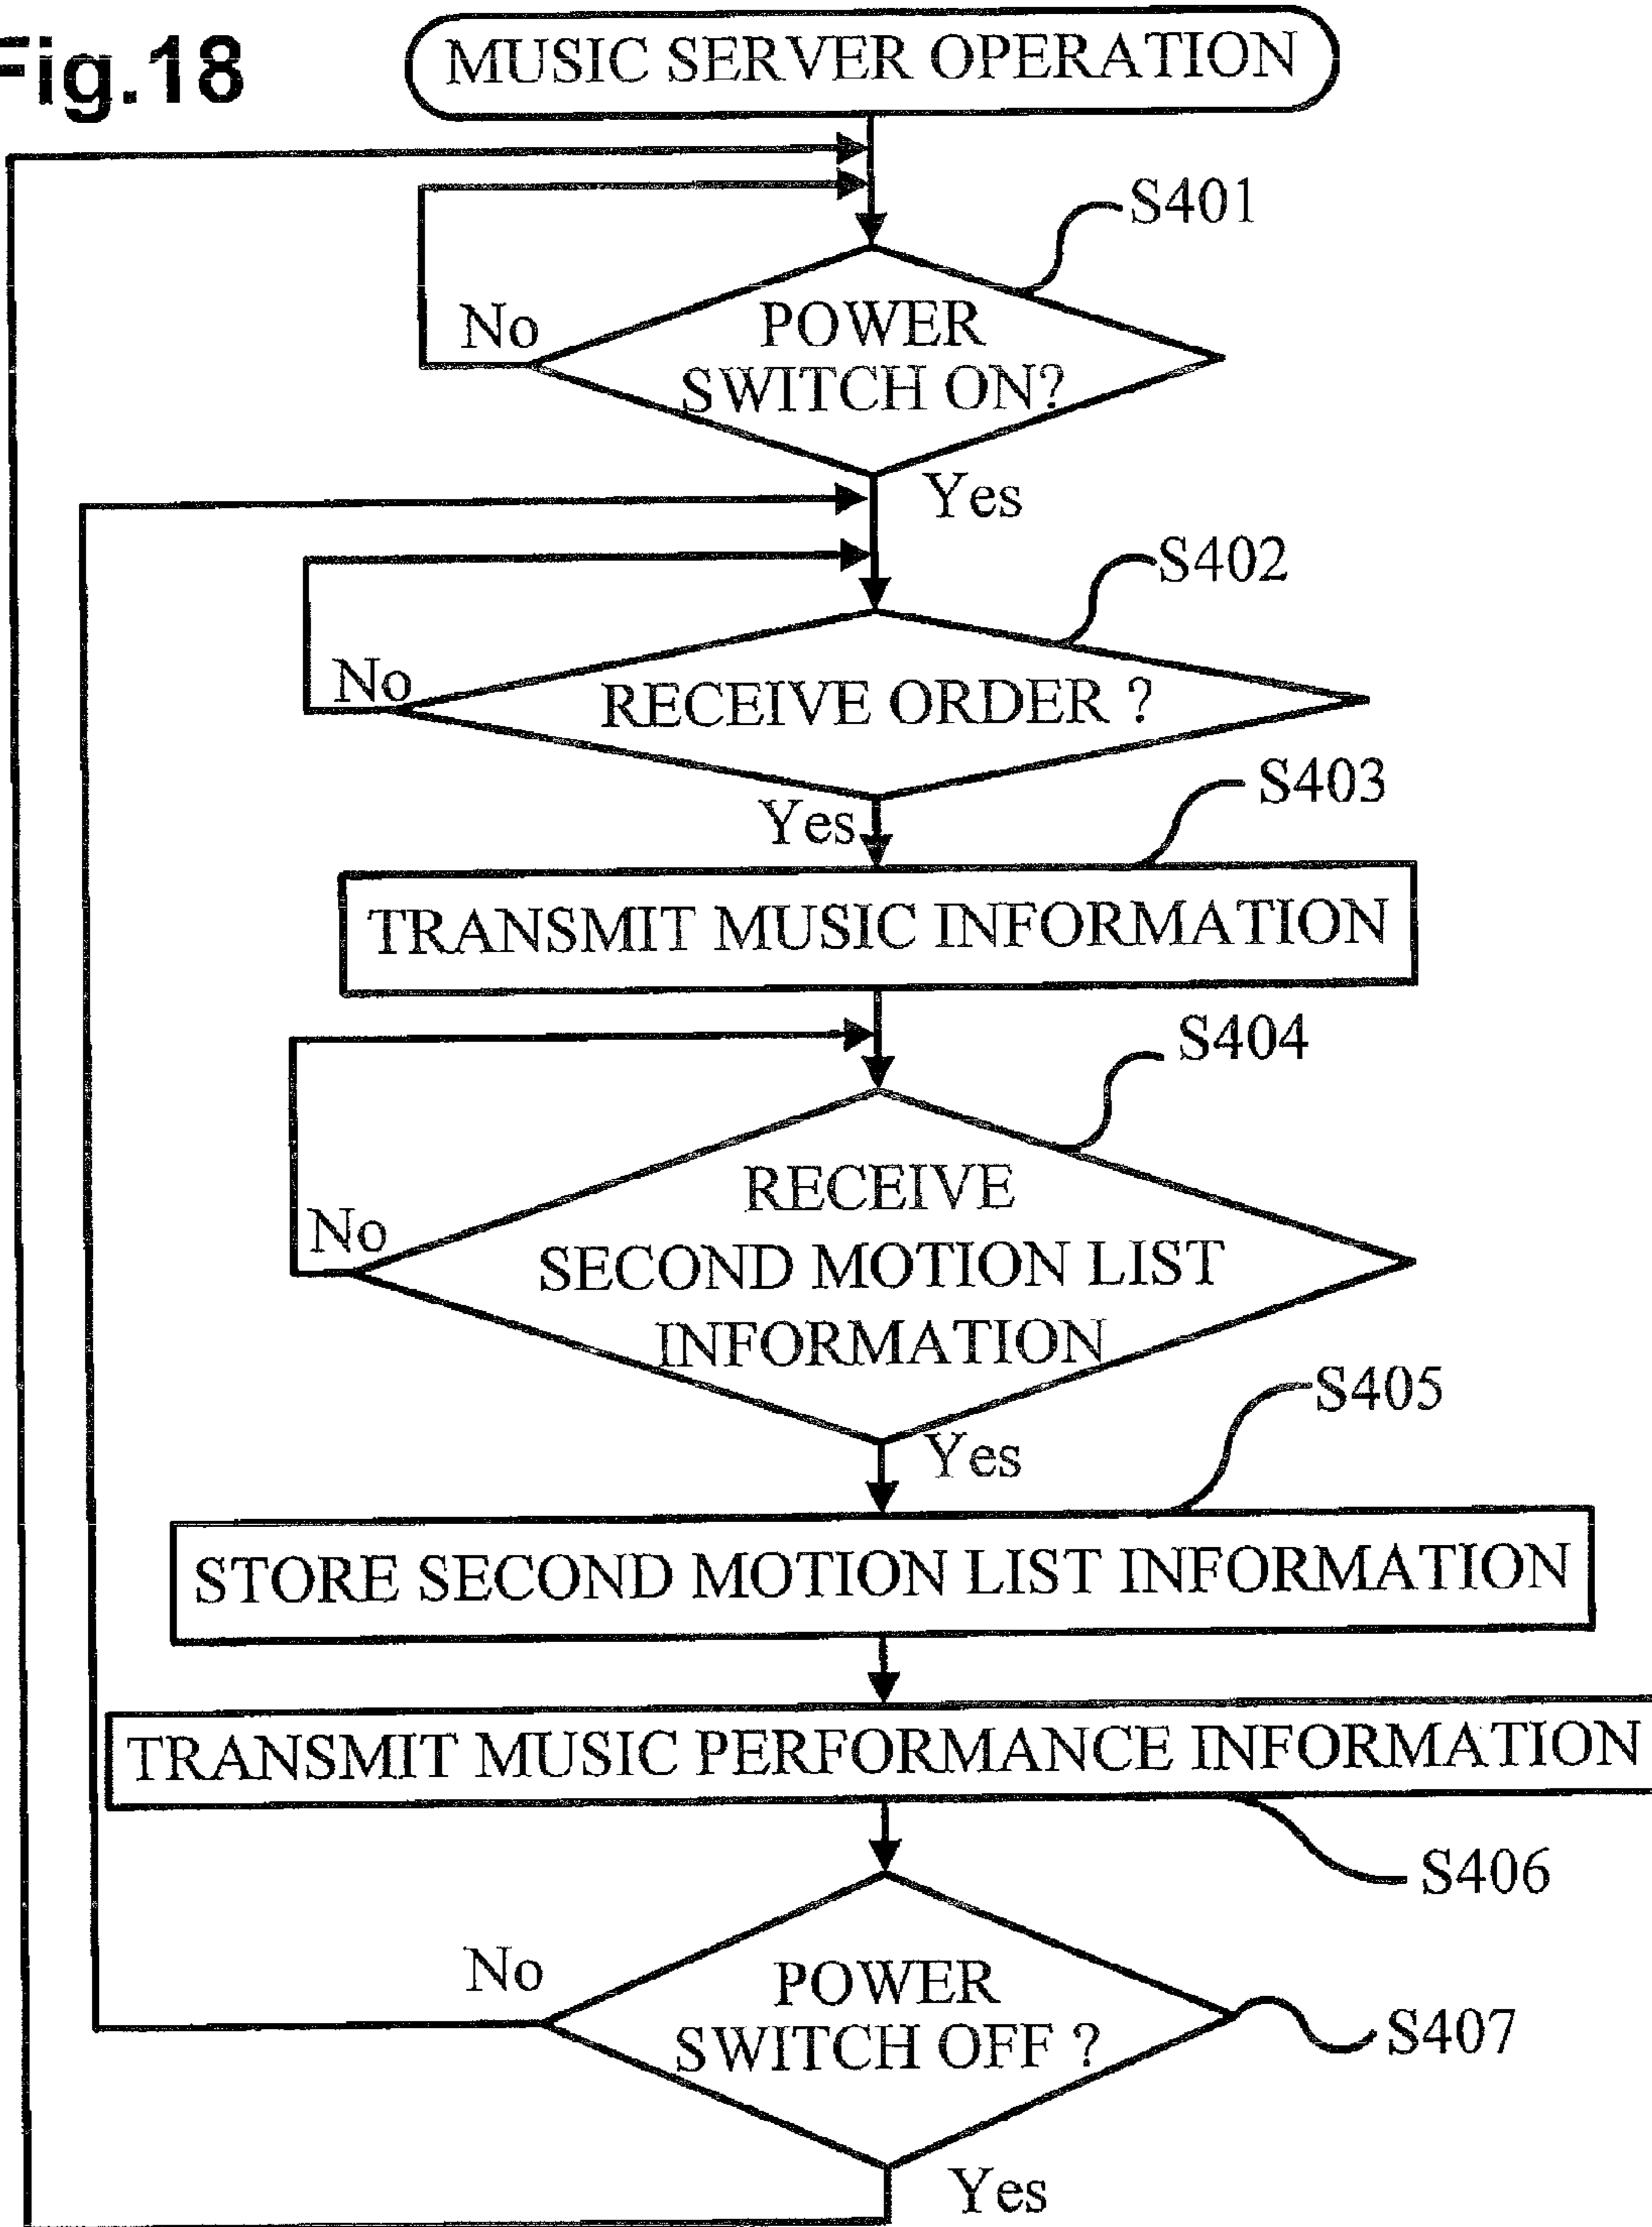 Fig.18
MUSIC SERVER OPERATION
S401
No
POWER
SWITCH ON?
Yes
S402
No
RECEIVE ORDER ?
S403
Yes
TRANSMIT MUSIC INFORMATION
S404
RECEIVE
No
SECOND MOTION LIST
INFORMATION
S405
Yes
STORE SECOND MOTION LIST INFORMATION
TRANSMIT MUSIC PERFORMANCE INFORMATION
S406
No
POWER
SWITCH OFF ?
S407
Yes